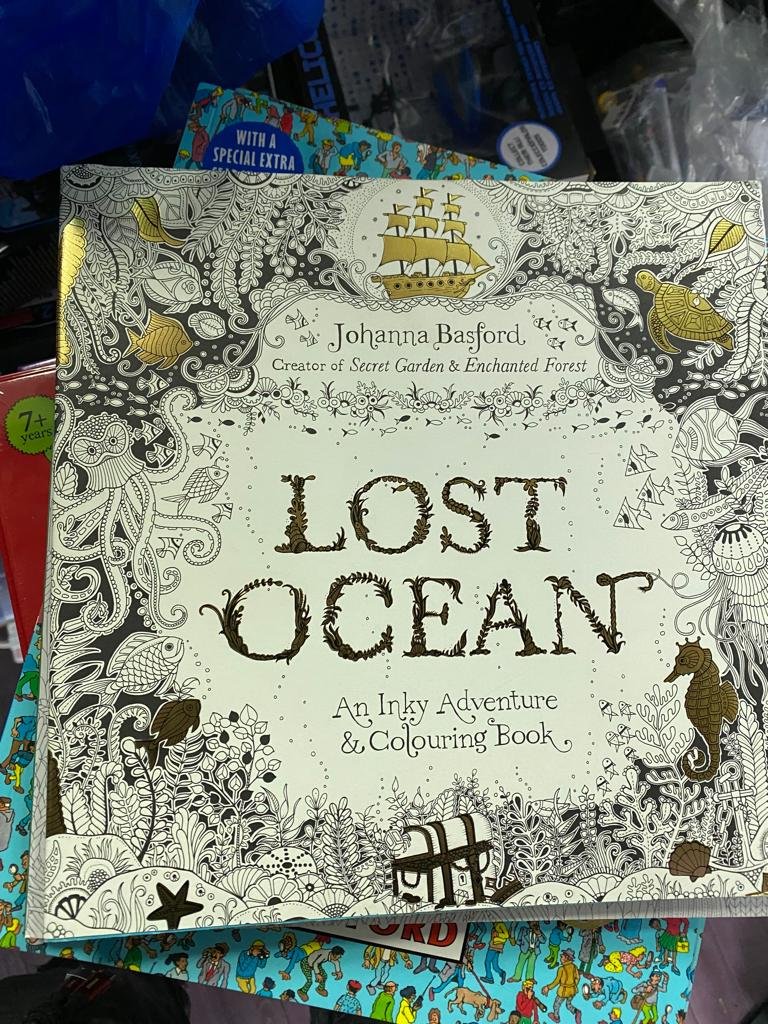 WITH A
SPECIAL EXTRA
Johanna Basford
Creator of Secret Garden & Enchanted Forest
7+
years
LOST
OCEAN
An Inky Adventure
& Colouring Book